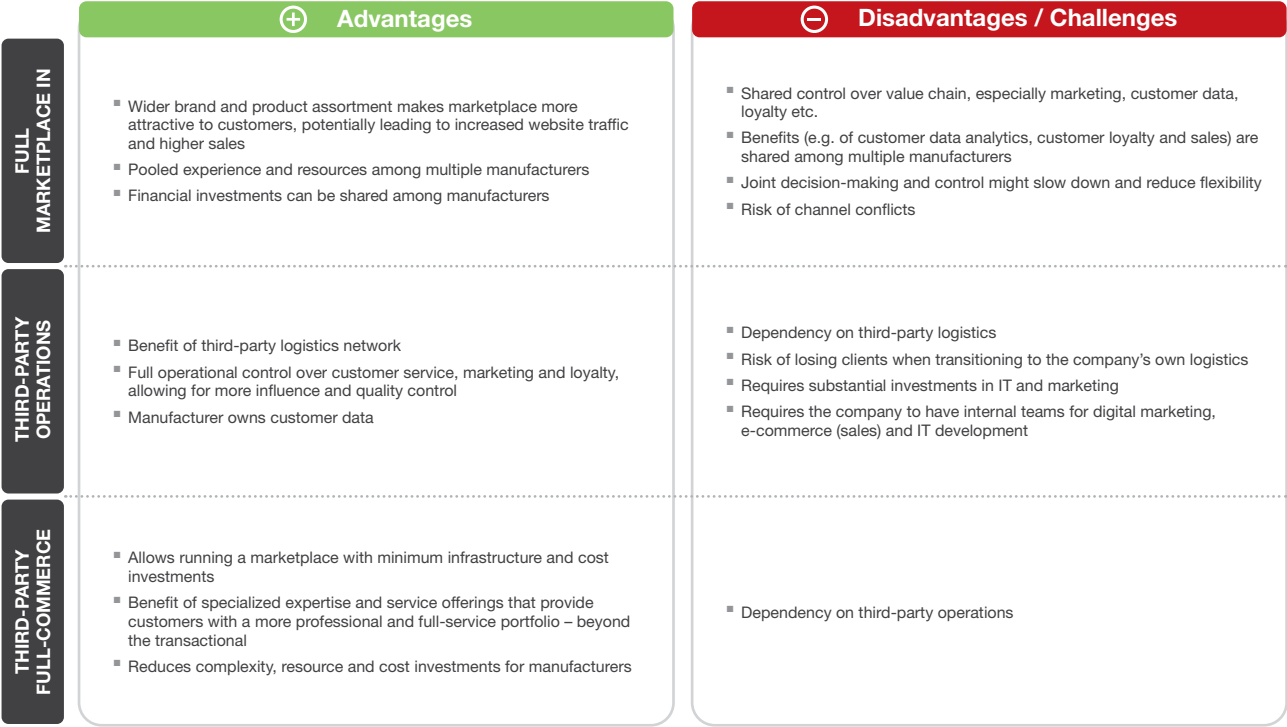 Advantages
Disadvantages / Challenges
FULL
MARKETPLACE IN
▪ Wider brand and product assortment makes marketplace more
attractive to customers, potentially leading to increased website traffic
and higher sales
▪ Pooled experience and resources among multiple manufacturers
▪ Financial investments can be shared among manufacturers
▪ Shared control over value chain, especially marketing, customer data,
loyalty etc.
▪ Benefits (e.g. of customer data analytics, customer loyalty and sales) are
shared among multiple manufacturers
▪ Joint decision-making and control might slow down and reduce flexibility
▪ Risk of channel conflicts
THIRD-PARTY
OPERATIONS
▪ Benefit of third-party logistics network
▪ Full operational control over customer service, marketing and loyalty,
allowing for more influence and quality control
▪ Manufacturer owns customer data
▪ Dependency on third-party logistics
▪ Risk of losing clients when transitioning to the company’s own logistics
▪ Requires substantial investments in IT and marketing
▪ Requires the company to have internal teams for digital marketing,
e-commerce (sales) and IT development
THIRD-PARTY
FULL-COMMERCE
▪ Allows running a marketplace with minimum infrastructure and cost
investments
▪ Benefit of specialized expertise and service offerings that provide
customers with a more professional and full-service portfolio – beyond
the transactional
▪ Reduces complexity, resource and cost investments for manufacturers
▪ Dependency on third-party operations